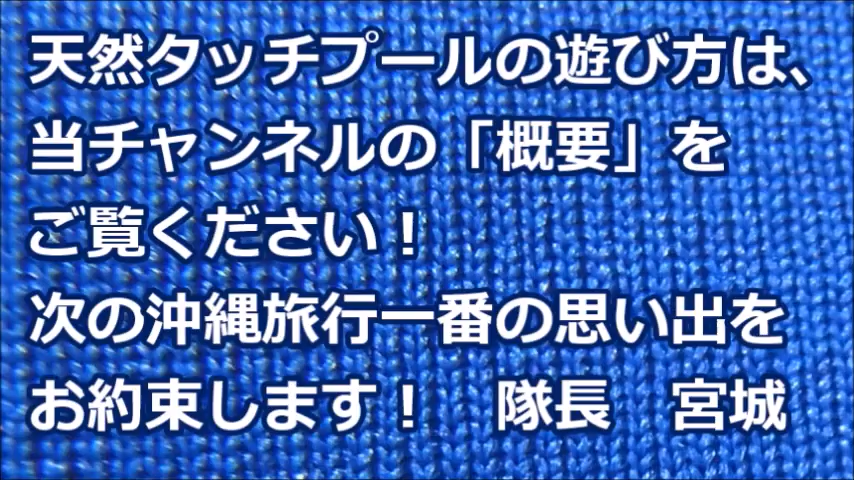 天然タッチプールの遊び方は、
当チャンネルの「概要」を
ご覧ください！
次の沖縄旅行一番の思い出を
お約束します！　隊長　宮城